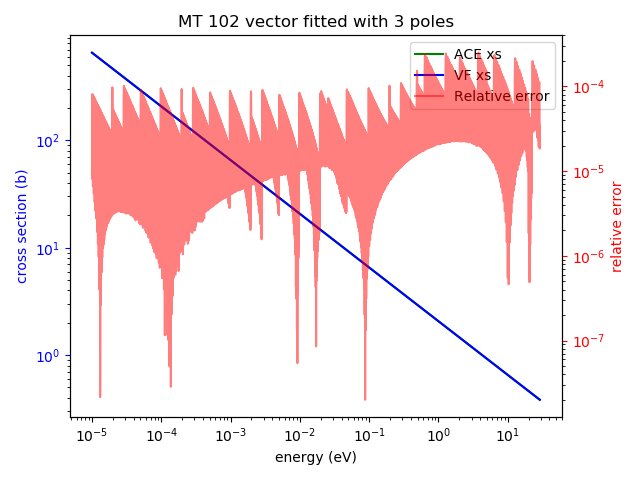 MT 102 vector fitted with 3 poles
ACE xs
VF xs
Relative error
cross section (b)
10²
10¹
10⁰
relative error
10⁻⁴
10⁻⁵
10⁻⁶
10⁻⁷
10⁻⁵ 10⁻⁴ 10⁻³ 10⁻² 10⁻¹ 10⁰ 10¹
energy (eV)